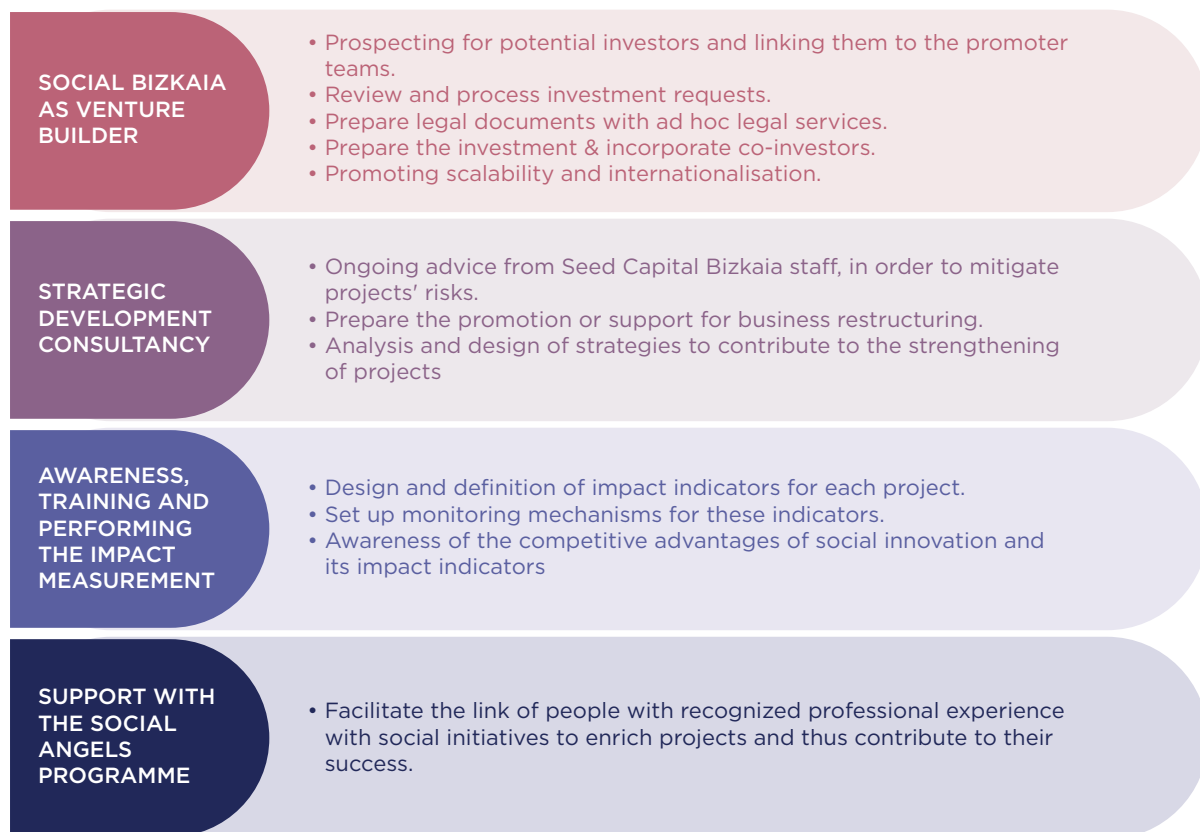 SOCIAL BIZKAIA
AS VENTURE
BUILDER
• Prospecting for potential investors and linking them to the promoter
teams.
• Review and process investment requests.
• Prepare legal documents with ad hoc legal services.
• Prepare the investment & incorporate co-investors.
• Promoting scalability and internationalisation.
STRATEGIC
DEVELOPMENT
CONSULTANCY
• Ongoing advice from Seed Capital Bizkaia staff, in order to mitigate
projects' risks.
• Prepare the promotion or support for business restructuring.
• Analysis and design of strategies to contribute to the strengthening
of projects
AWARENESS,
TRAINING AND
PERFORMING
THE IMPACT
MEASUREMENT
• Design and definition of impact indicators for each project.
• Set up monitoring mechanisms for these indicators.
• Awareness of the competitive advantages of social innovation and
its impact indicators
SUPPORT WITH
THE SOCIAL
ANGELS
PROGRAMME
• Facilitate the link of people with recognized professional experience
with social initiatives to enrich projects and thus contribute to their
success.